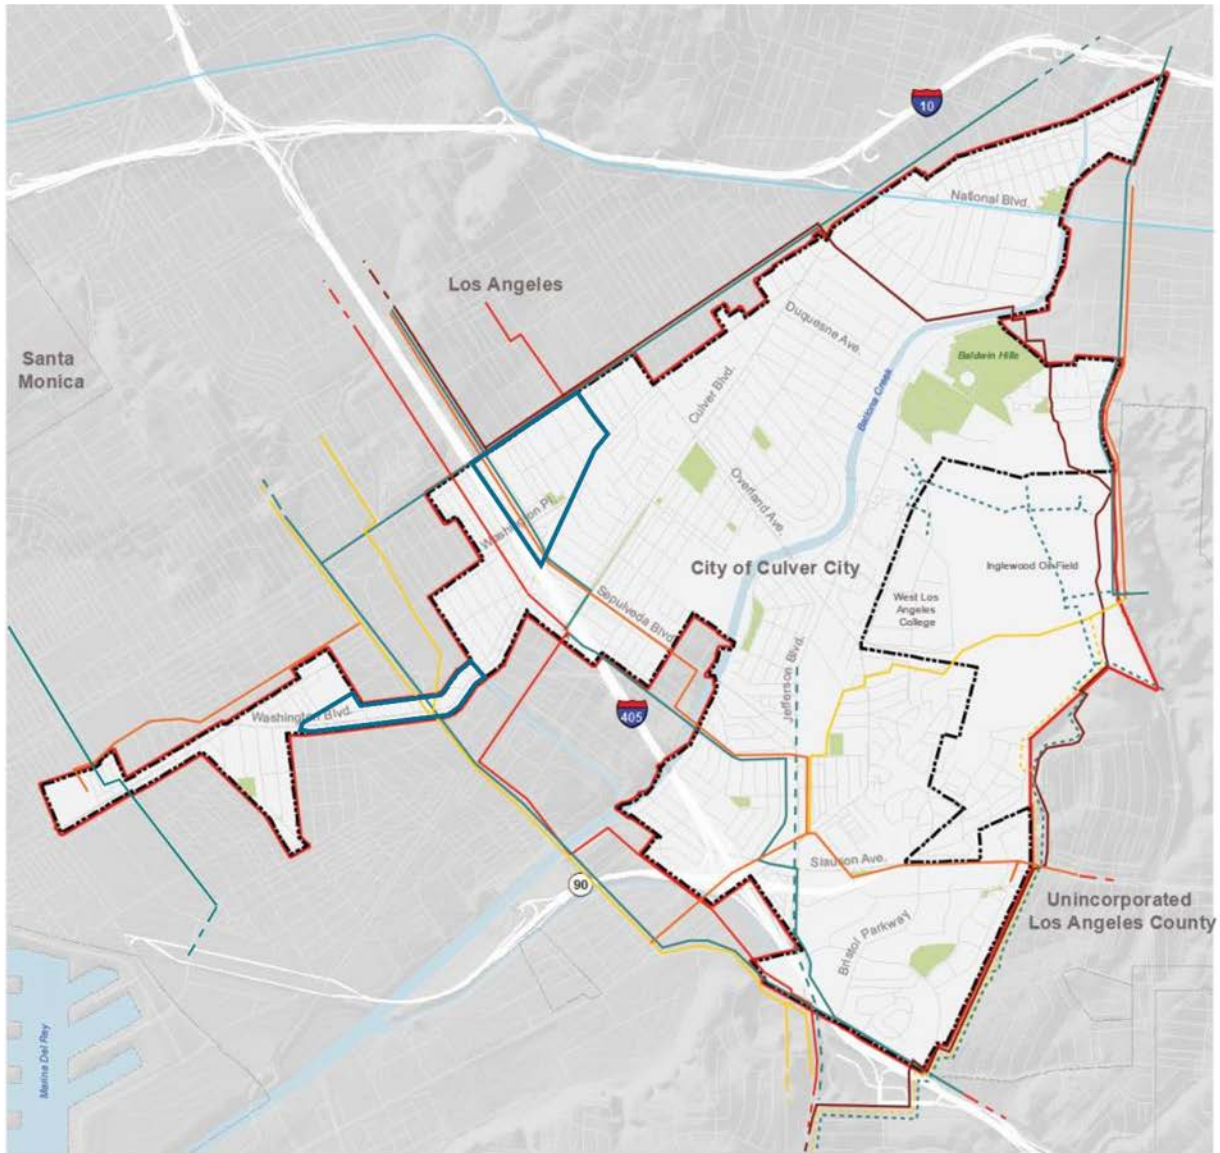 10
National Blvd.
Los Angeles
Duquesne Ave.
Santa
Monica
Baldwin Hills
Culver Blvd.
Ballona Creek
Overland Ave.
Washington Pl.
City of Culver City
Inglewood Oil Field
West Los
Angeles
College
Sepulveda Blvd.
Jefferson Blvd.
Washington Blvd.
405
Slauson Ave.
90
Unincorporated
Los Angeles County
Bristol Parkway
Marina Del Rey